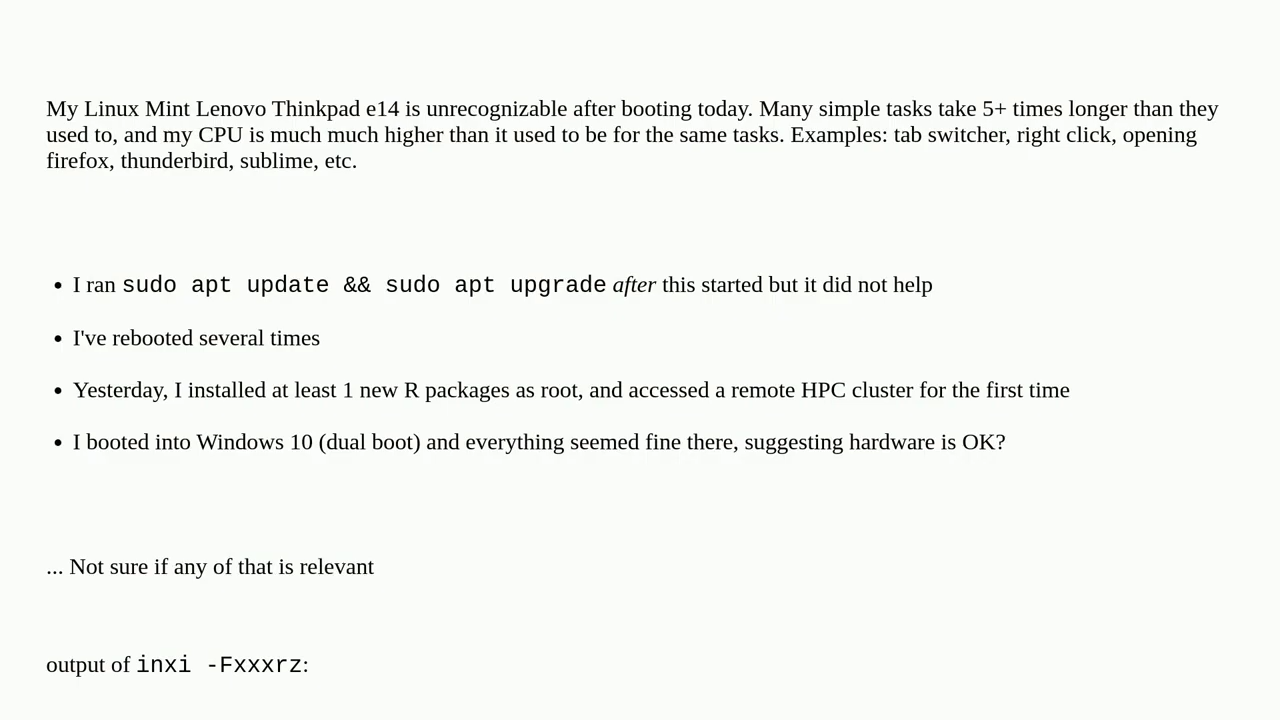 My Linux Mint Lenovo Thinkpad e14 is unrecognizable after booting today. Many simple tasks take 5+ times longer than they
used to, and my CPU is much much higher than it used to be for the same tasks. Examples: tab switcher, right click, opening
firefox, thunderbird, sublime, etc.
• I ran sudo apt update && sudo apt upgrade after this started but it did not help
• I've rebooted several times
• Yesterday, I installed at least 1 new R packages as root, and accessed a remote HPC cluster for the first time
• I booted into Windows 10 (dual boot) and everything seemed fine there, suggesting hardware is OK?
... Not sure if any of that is relevant
output of inxi -Fxxxrz: